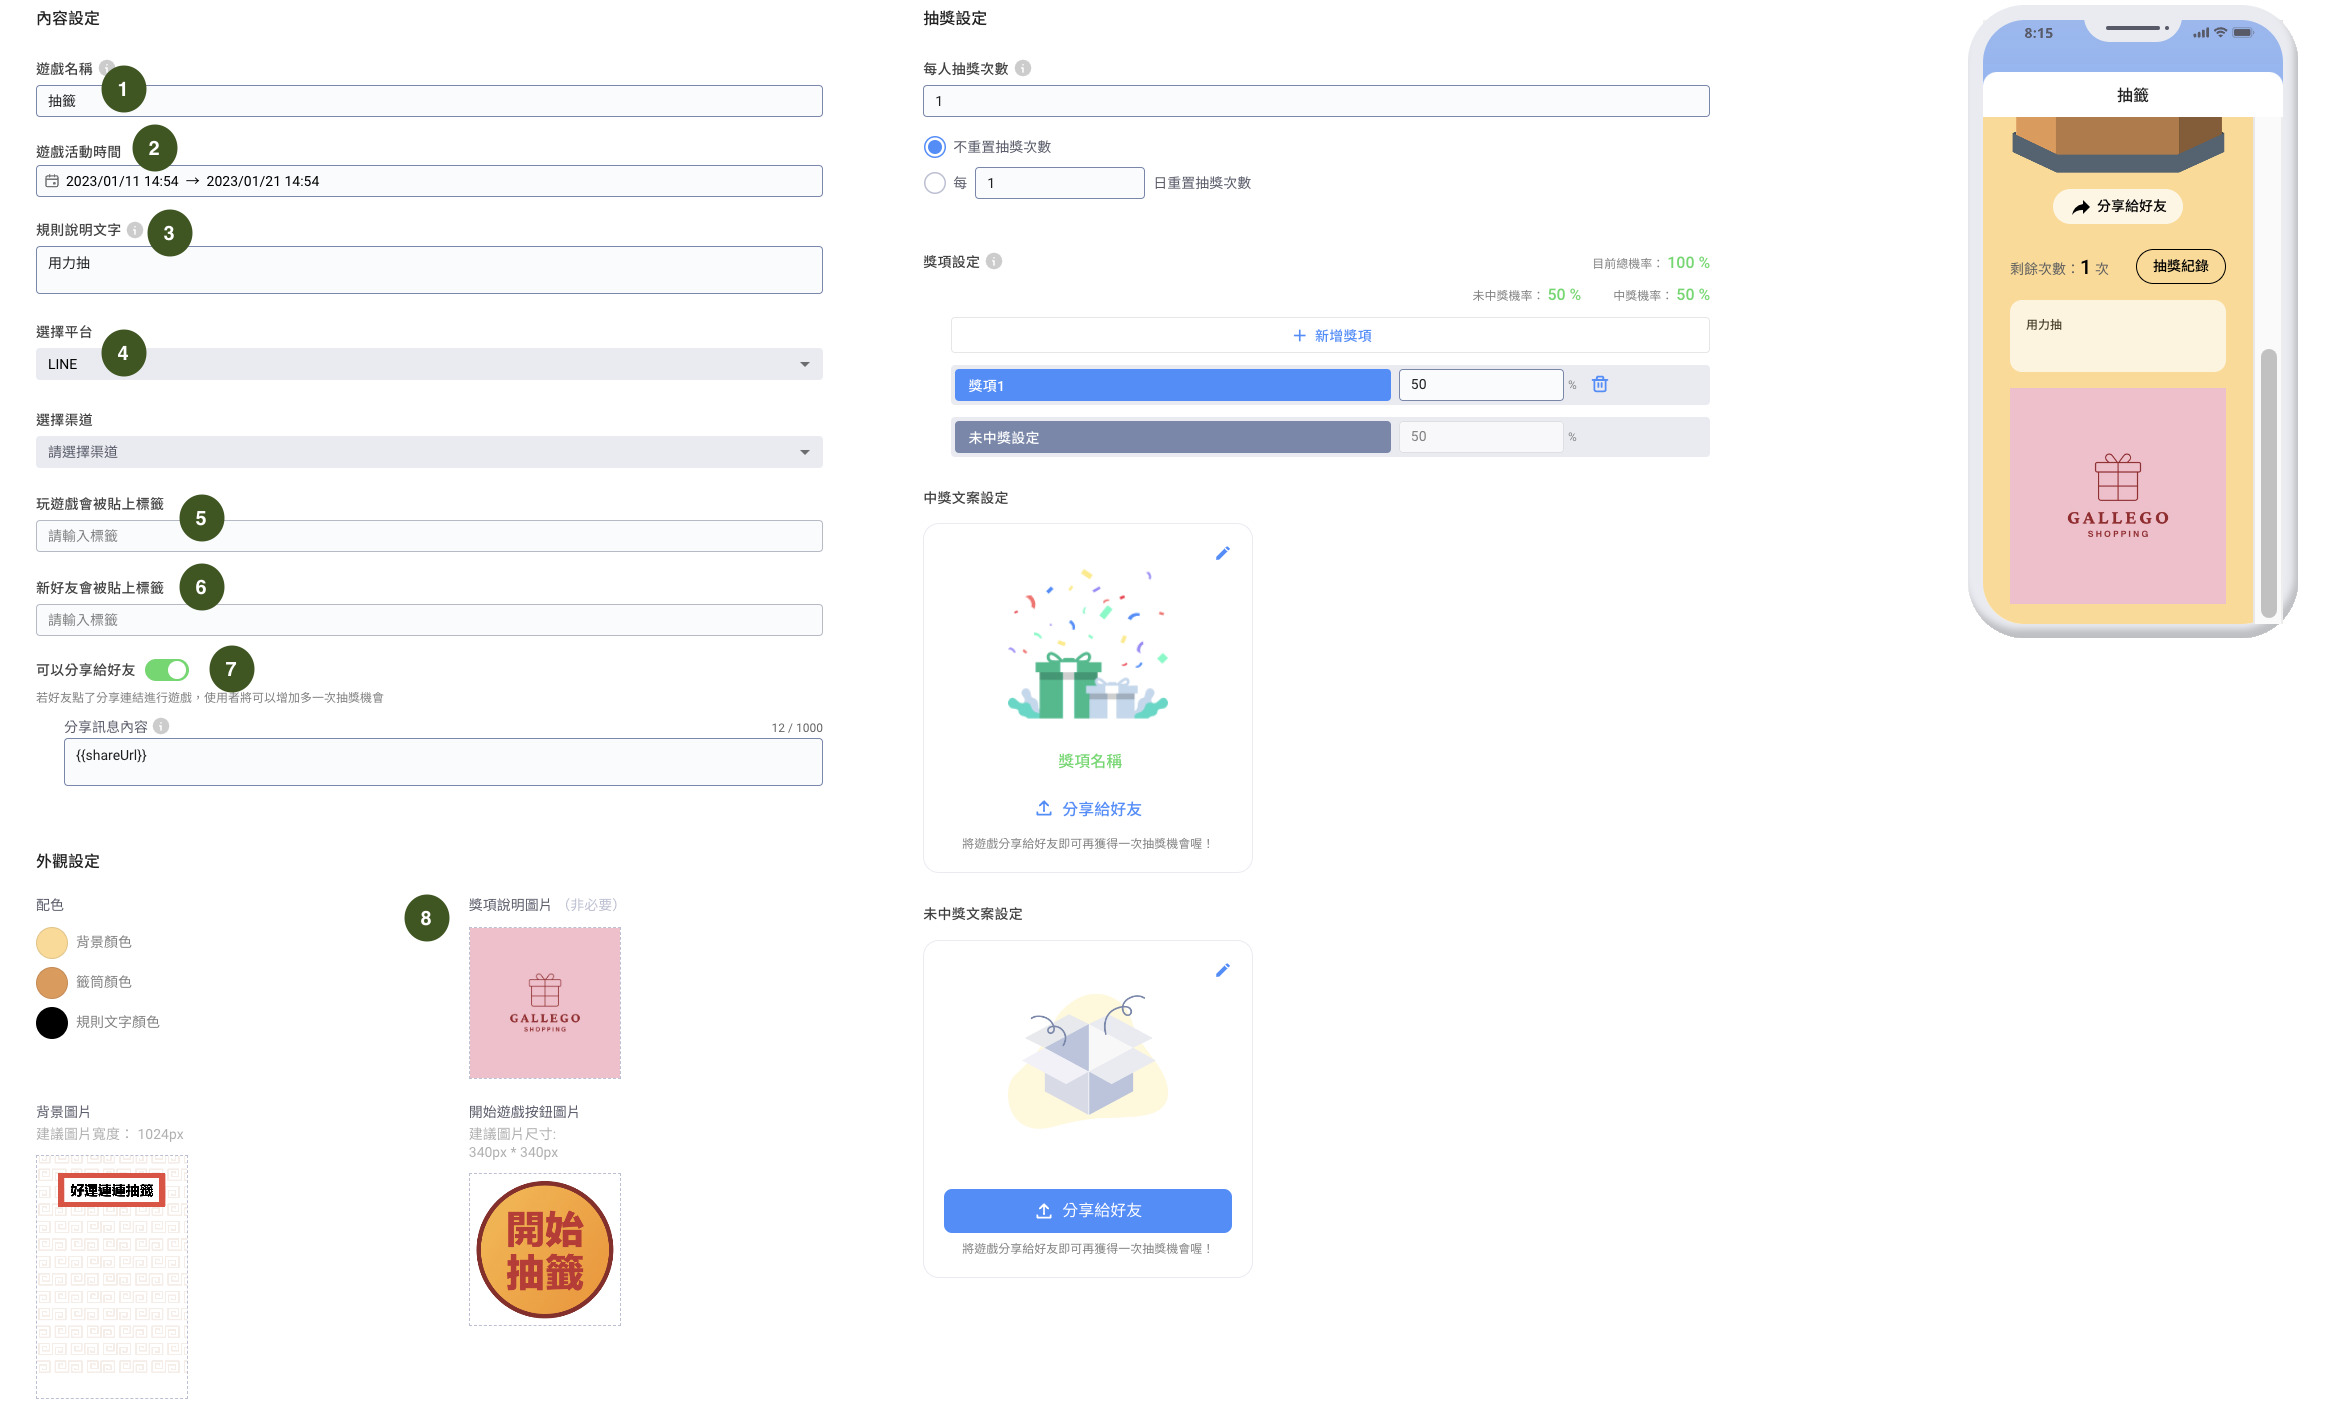 內容設定
遊戲名稱
1
抽籤
遊戲活動時間
2
2023/01/11 14:54 → 2023/01/21 14:54
規則說明文字
3
用力抽
選擇平台
4
LINE
選擇渠道
請選擇渠道
玩遊戲會被貼上標籤
5
請輸入標籤
新好友會被貼上標籤
6
請輸入標籤
可以分享給好友
7
若好友點了分享連結進行遊戲，使用者將可以增加多一次抽獎機會
分享訊息內容
12 / 1000
{{shareUrl}}
外觀設定
配色
背景顏色
籤筒顏色
規則文字顏色
8
獎項說明圖片 （非必要）
GALLEGO
SHOPPING
背景圖片
建議圖片寬度： 1024px
好運連連抽籤
開始遊戲按鈕圖片
建議圖片尺寸:
340px * 340px
開始
抽籤
抽獎設定
每人抽獎次數
1
不重置抽獎次數
每 1 日重置抽獎次數
獎項設定
目前總機率： 100 %
未中獎機率： 50 % 中獎機率： 50 %
+ 新增獎項
獎項1 50 %
未中獎設定 50 %
中獎文案設定
獎項名稱
分享給好友
將遊戲分享給好友即可再獲得一次抽獎機會喔！
未中獎文案設定
分享給好友
將遊戲分享給好友即可再獲得一次抽獎機會喔！
8:15
抽籤
分享給好友
剩餘次數：1 次
抽獎紀錄
用力抽
GALLEGO
SHOPPING